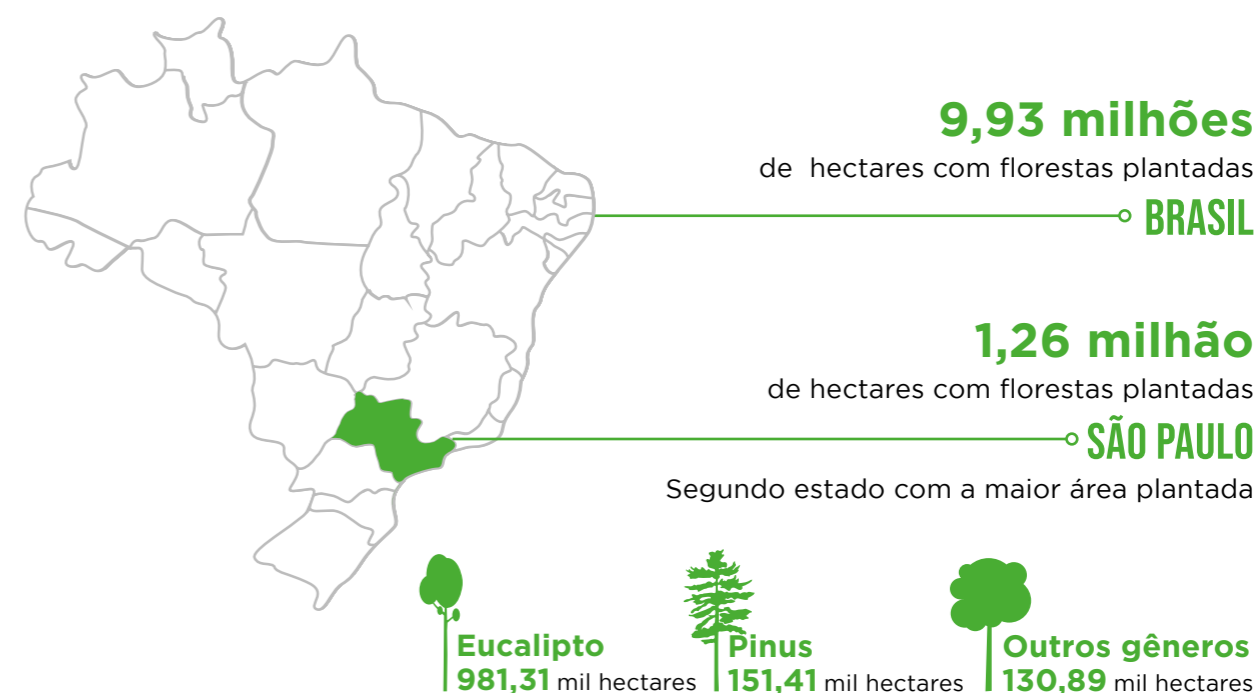 9,93 milhões
de hectares com florestas plantadas
BRASIL
1,26 milhão
de hectares com florestas plantadas
SÃO PAULO
Segundo estado com a maior área plantada
Eucalipto
981,31 mil hectares
Pinus
151,41 mil hectares
Outros gêneros
130,89 mil hectares